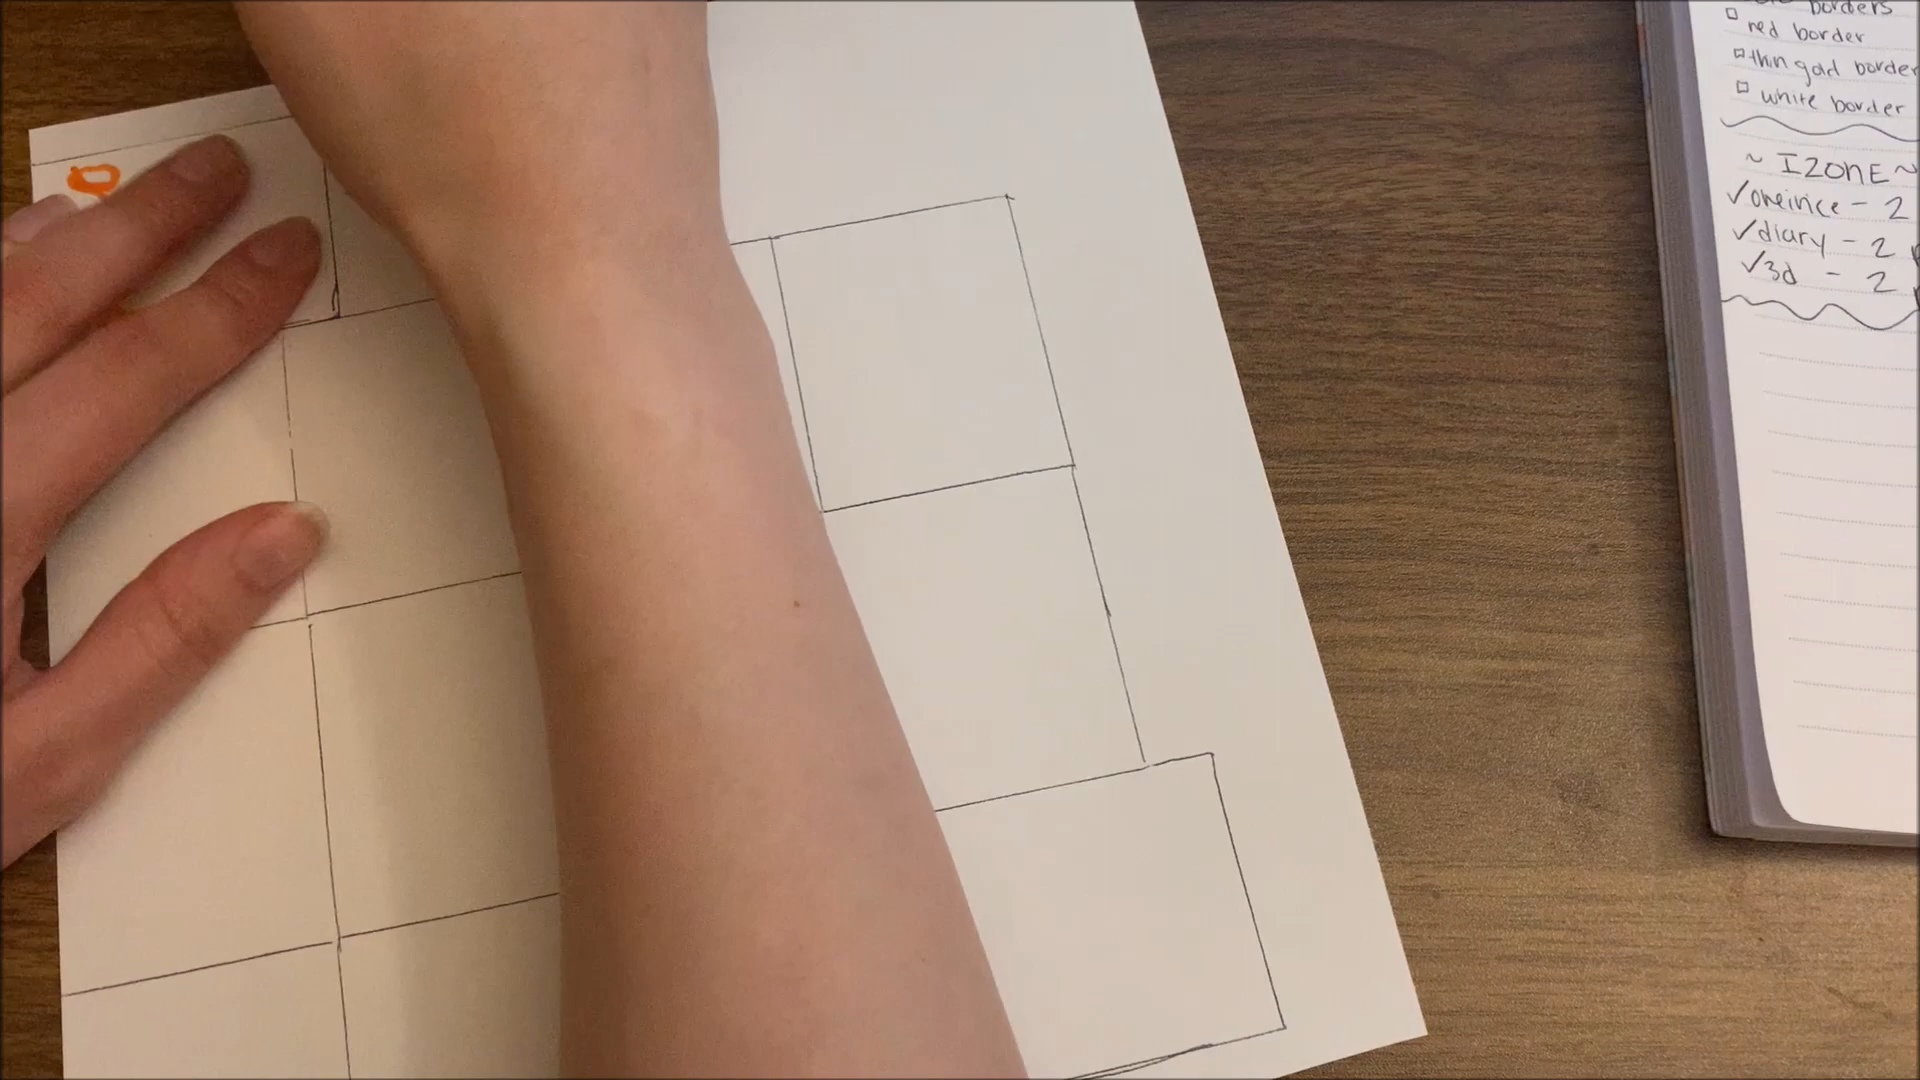 borders
□ red border
□ thin gold border
□ white border
~ IZONE ~
✓oneirice - 2
✓diary - 2
✓3d - 2